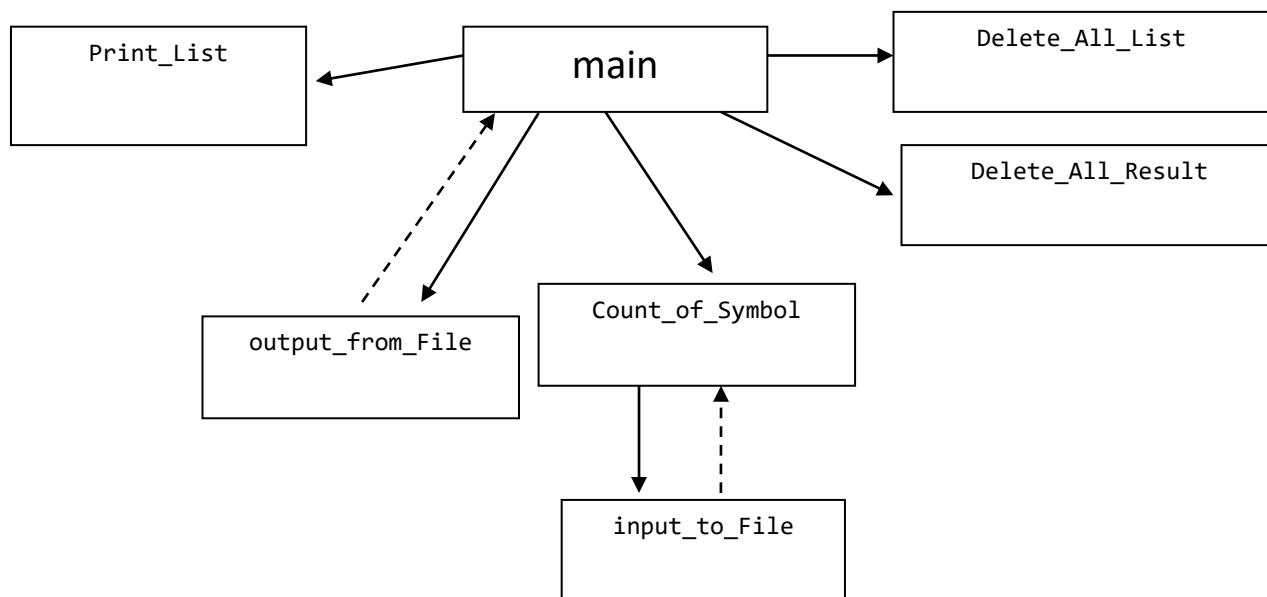 Print_List
main
Delete_All_List
Delete_All_Result
output_from_File
Count_of_Symbol
input_to_File